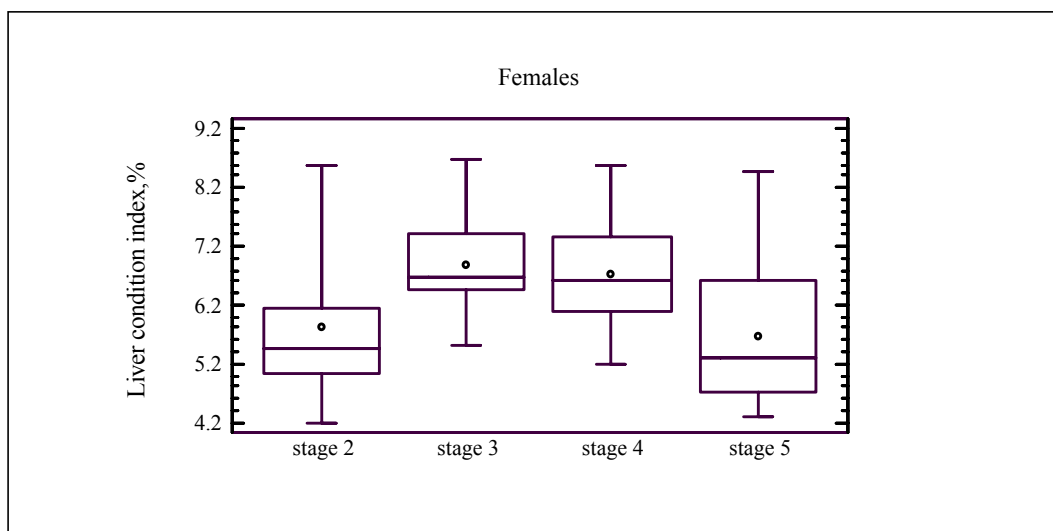 Females
Liver condition index,%
9.2
8.2
7.2
6.2
5.2
4.2
stage 2 stage 3 stage 4 stage 5